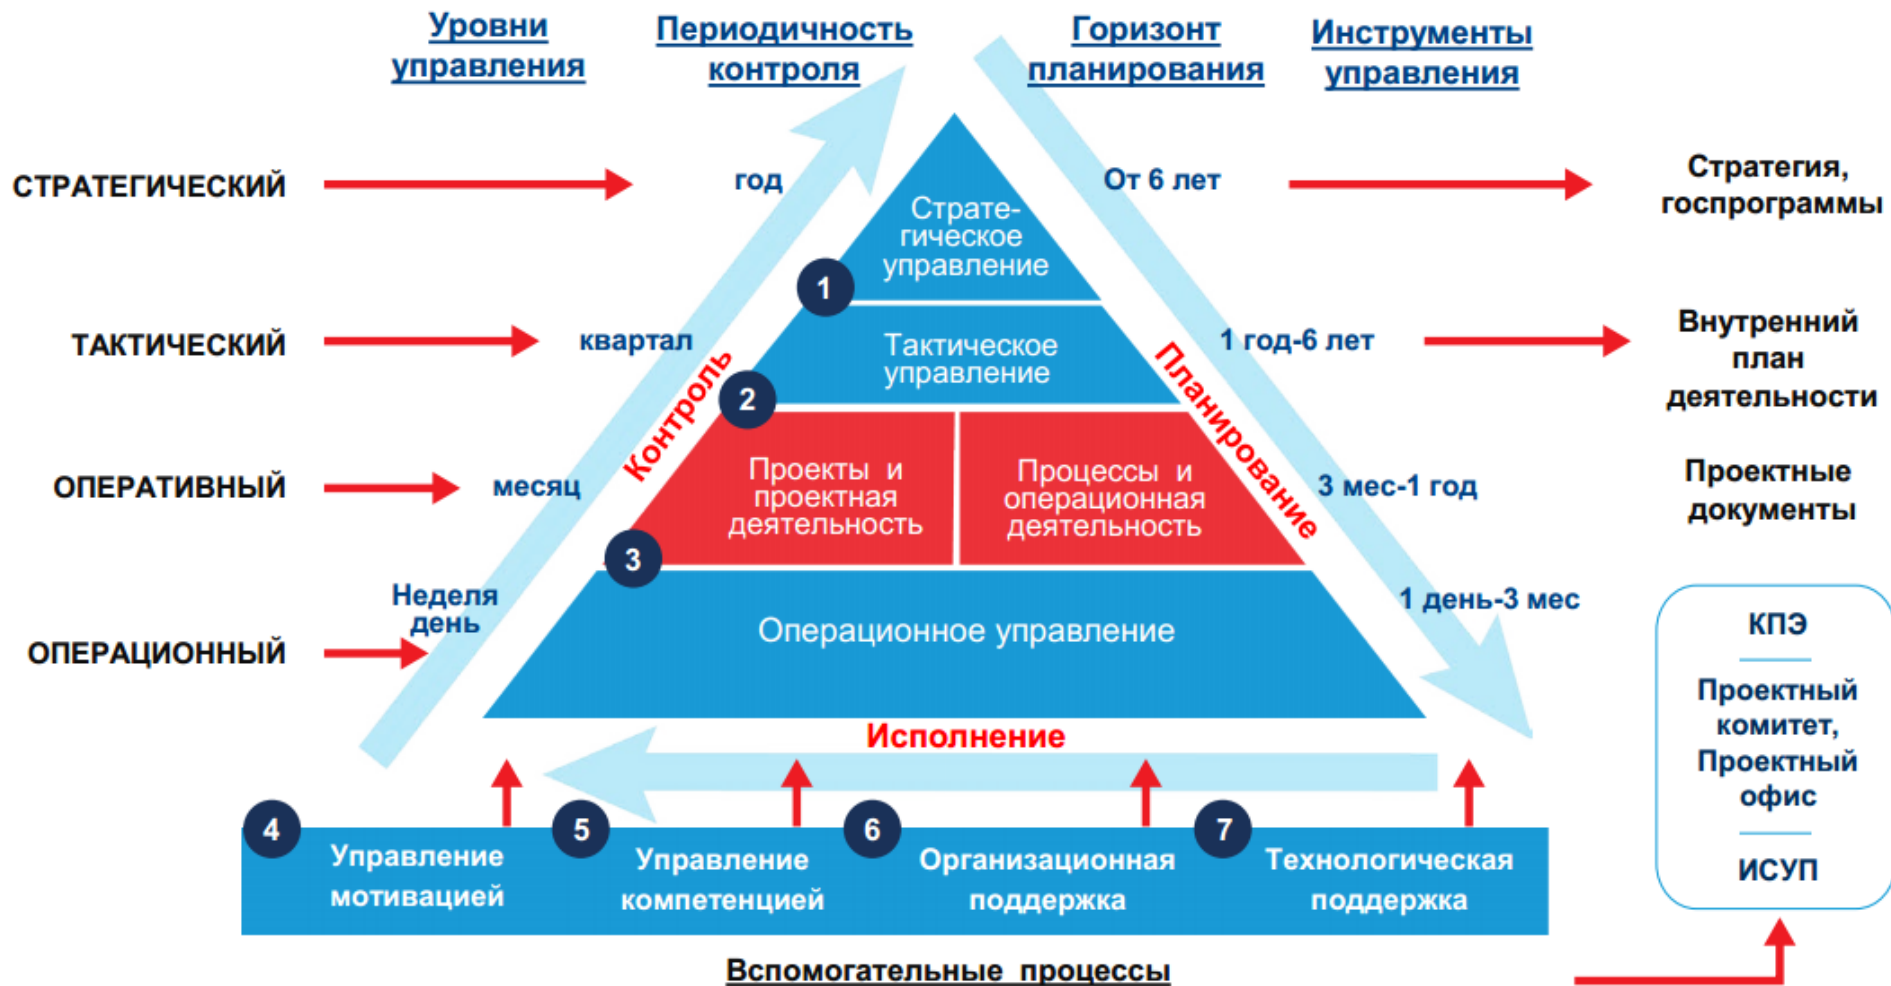 Уровни
управления
Периодичность
контроля
Горизонт
планирования
Инструменты
управления
СТРАТЕГИЧЕСКИЙ
год
Страте-
гическое
управление
От 6 лет
Стратегия,
госпрограммы
1
ТАКТИЧЕСКИЙ
квартал
Тактическое
управление
1 год-6 лет
Внутренний
план
деятельности
2
Контроль
Планирование
ОПЕРАТИВНЫЙ
месяц
Проекты и
проектная
деятельность
Процессы и
операционная
деятельность
3 мес-1 год
Проектные
документы
3
ОПЕРАЦИОННЫЙ
Неделя
день
Операционное управление
1 день-3 мес
КПЭ
Проектный
комитет,
Проектный
офис
ИСУП
Исполнение
4
Управление
мотивацией
5
Управление
компетенцией
6
Организационная
поддержка
7
Технологическая
поддержка
Вспомогательные процессы